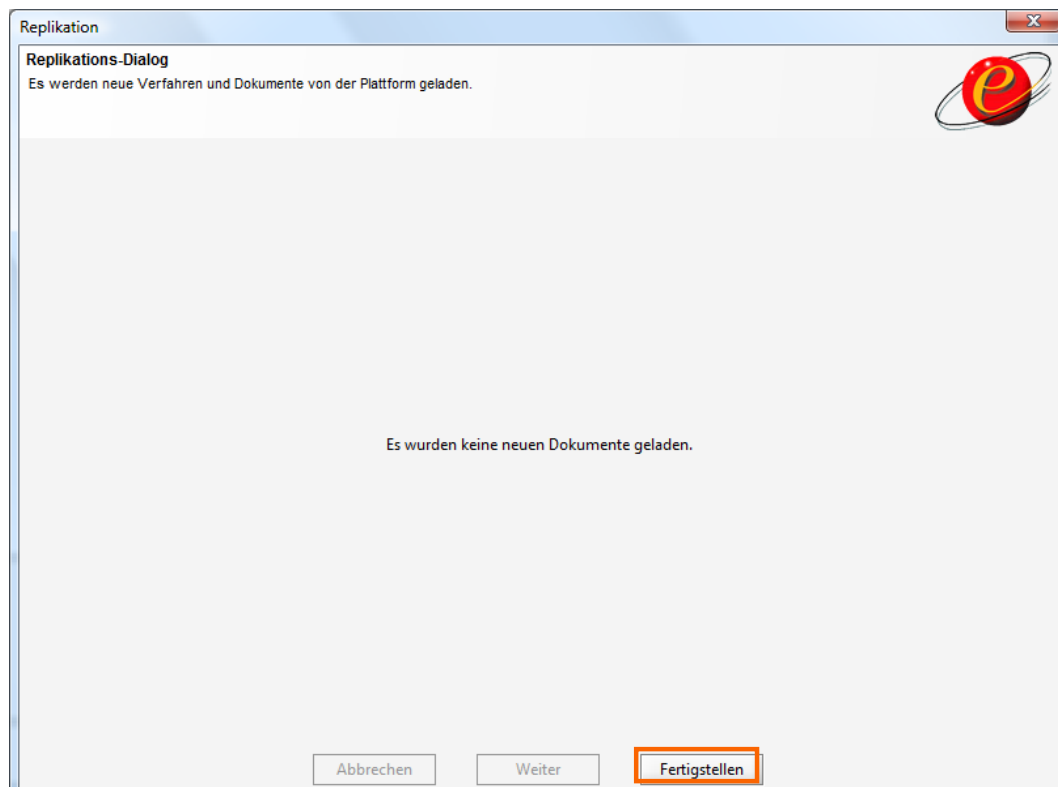 Replikation
Replikations-Dialog
Es werden neue Verfahren und Dokumente von der Plattform geladen.
e
Es wurden keine neuen Dokumente geladen.
Abbrechen
Weiter
Fertigstellen